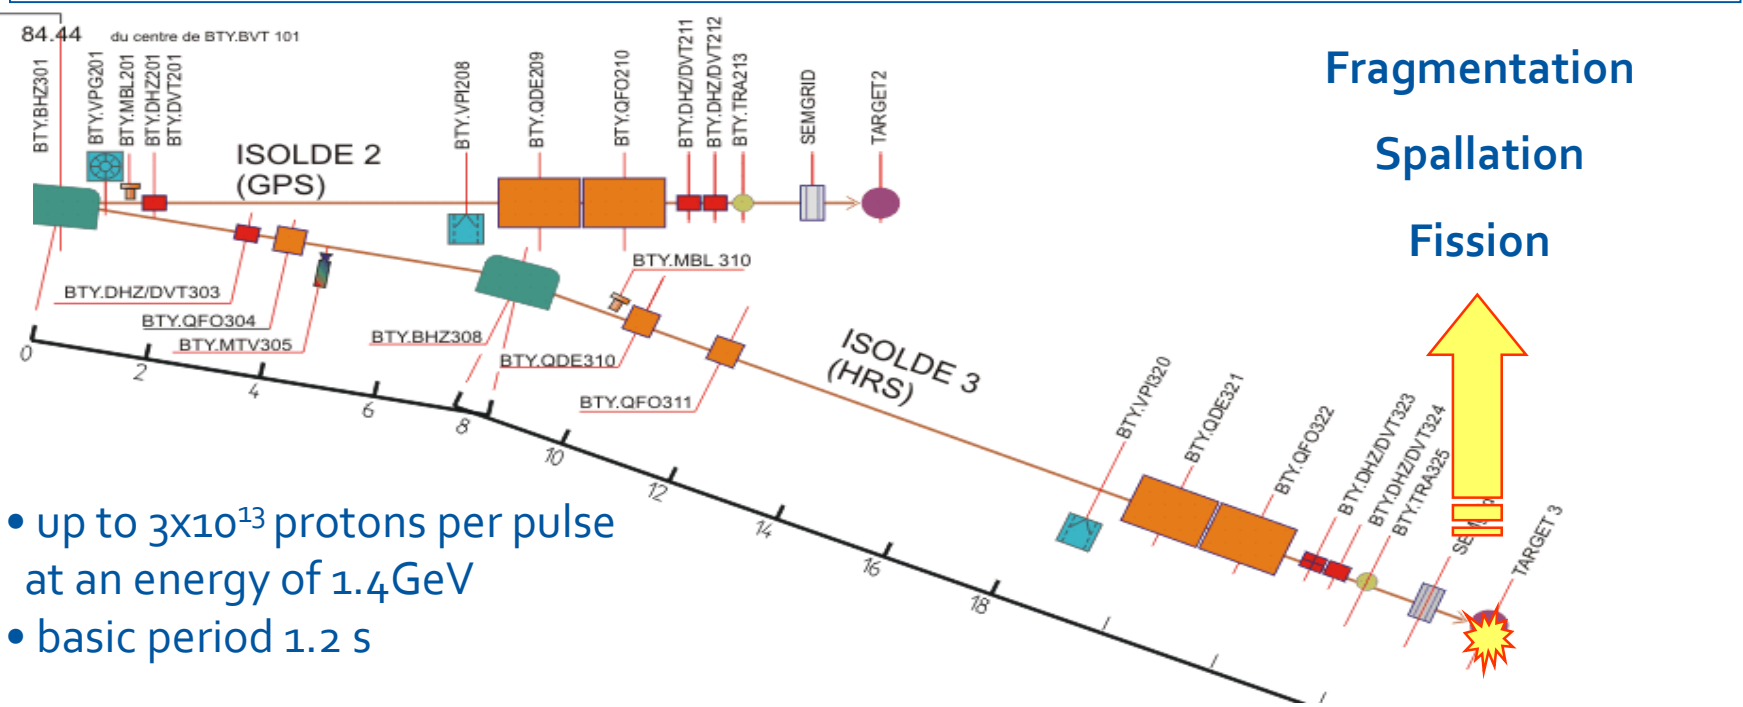 84.44
du centre de BTY.BVT 101
BTY.BHZ301
BTY.VPG201
BTY.MBL201
BTY.DHZ201
BTY.DVT201
BTY.VPI208
BTY.QDE209
BTY.QFO210
BTY.DHZ/DVT211
BTY.DHZ/DVT212
BTY.TRA213
SEMGRID
TARGET2
ISOLDE 2
(GPS)
Fragmentation
Spallation
Fission
BTY.DHZ/DVT303
BTY.QFO304
BTY.MTV305
BTY.BHZ308
BTY.MBL 310
BTY.QDE310
BTY.QFO311
ISOLDE 3
(HRS)
BTY.VPI320
BTY.QDE321
BTY.QFO322
BTY.DHZ/DVT323
BTY.DHZ/DVT324
BTY.TRA325
TARGET 3
0
2
4
6
8
10
12
14
16
18
• up to 3x10¹³ protons per pulse
at an energy of 1.4GeV
• basic period 1.2 s